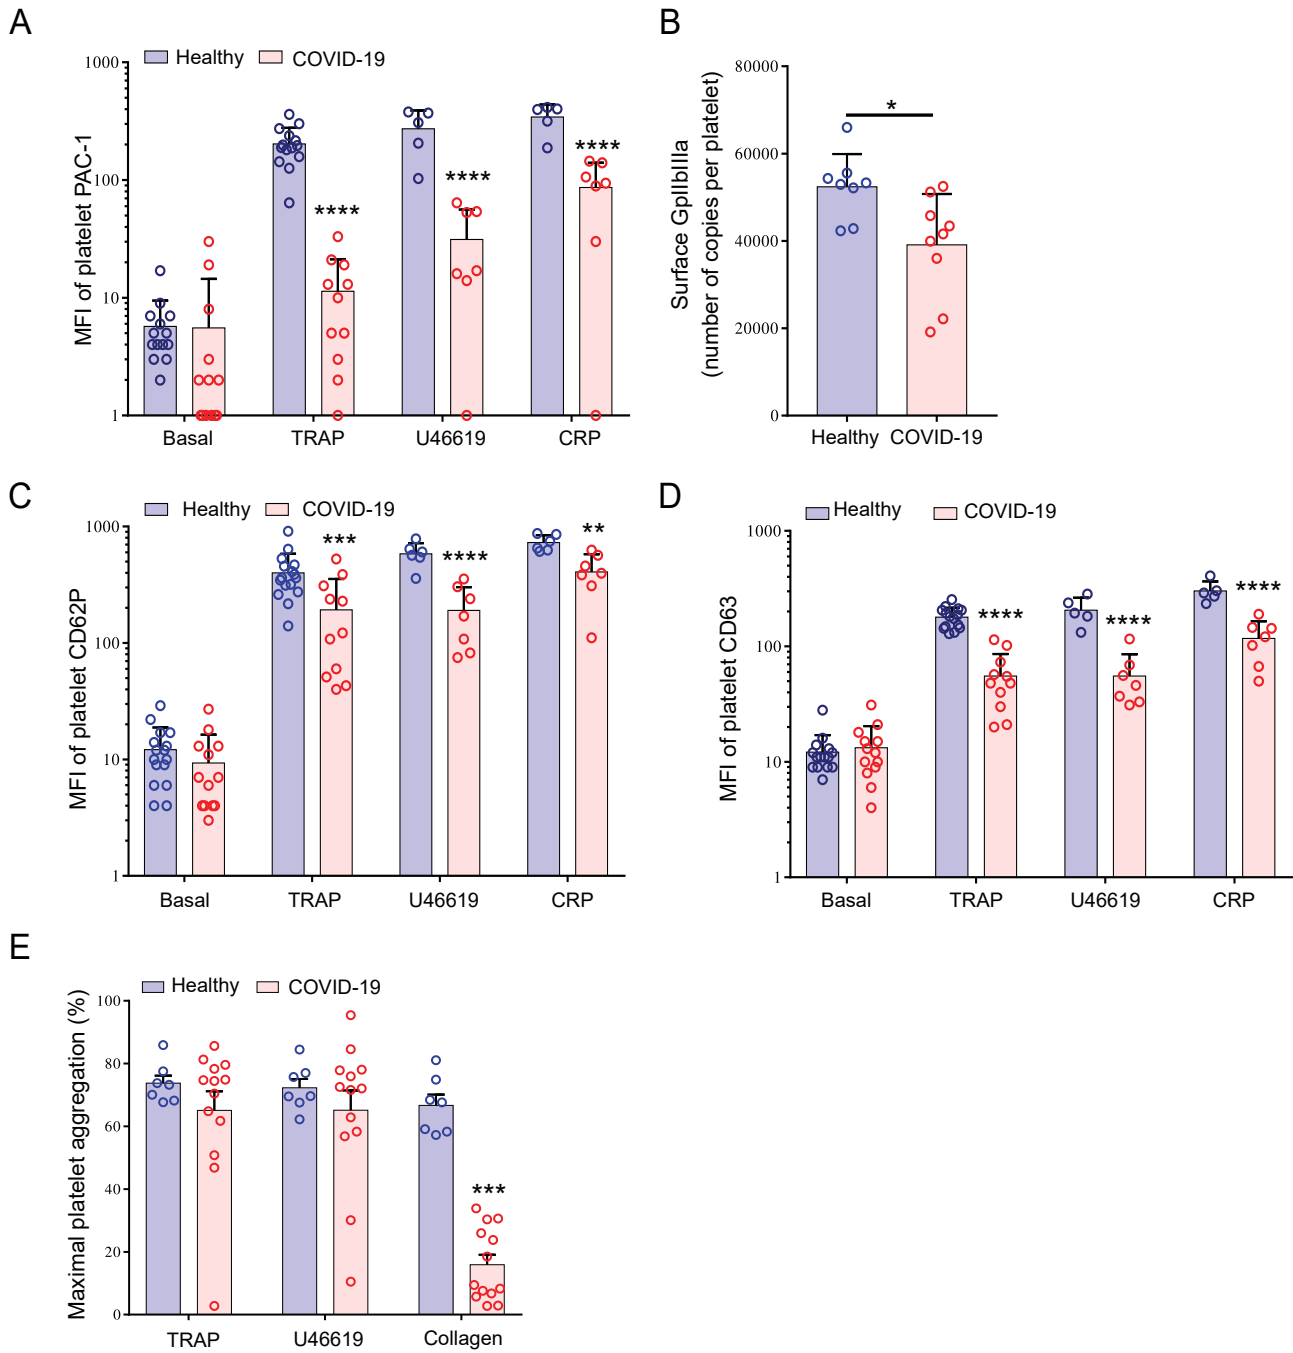 A
Healthy COVID-19
MFI of platelet PAC-1
1000
100
10
1
****
****
****
Basal TRAP U46619 CRP
B
Surface GpIIbIIIa
(number of copies per platelet)
80000
60000
40000
20000
0
*
Healthy COVID-19
C
Healthy COVID-19
MFI of platelet CD62P
1000
100
10
1
***
****
**
Basal TRAP U46619 CRP
D
Healthy COVID-19
MFI of platelet CD63
1000
100
10
1
****
****
****
Basal TRAP U46619 CRP
E
Healthy COVID-19
Maximal platelet aggregation (%)
100
80
60
40
20
0
***
TRAP U46619 Collagen